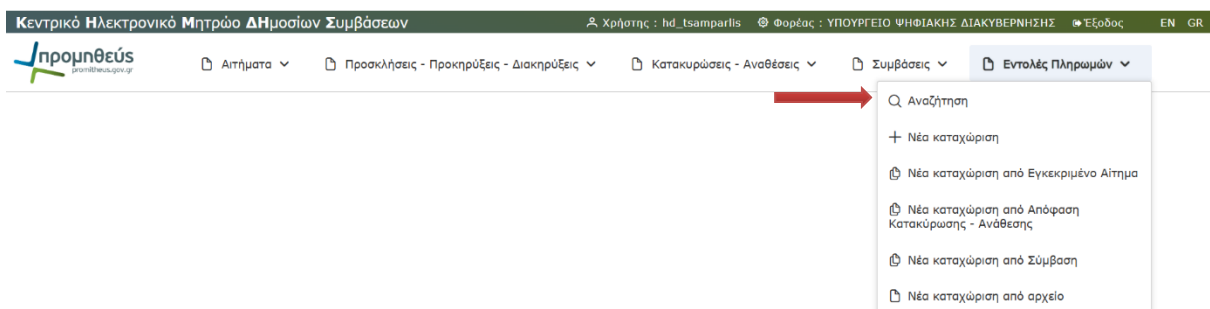 Κεντρικό Ηλεκτρονικό Μητρώο ΔΗμοσίων Συμβάσεων Χρήστης : hd_tsamparlis Φορέας : ΥΠΟΥΡΓΕΙΟ ΨΗΦΙΑΚΗΣ ΔΙΑΚΥΒΕΡΝΗΣΗΣ Έξοδος EN GR
προμηθεύς
promitheus.gov.gr
Αιτήματα Προσκλήσεις - Προκηρύξεις - Διακηρύξεις Κατακυρώσεις - Αναθέσεις Συμβάσεις Εντολές Πληρωμών
Αναζήτηση
Νέα καταχώριση
Νέα καταχώριση από Εγκεκριμένο Αίτημα
Νέα καταχώριση από Απόφαση
Κατακύρωσης - Ανάθεσης
Νέα καταχώριση από Σύμβαση
Νέα καταχώριση από αρχείο